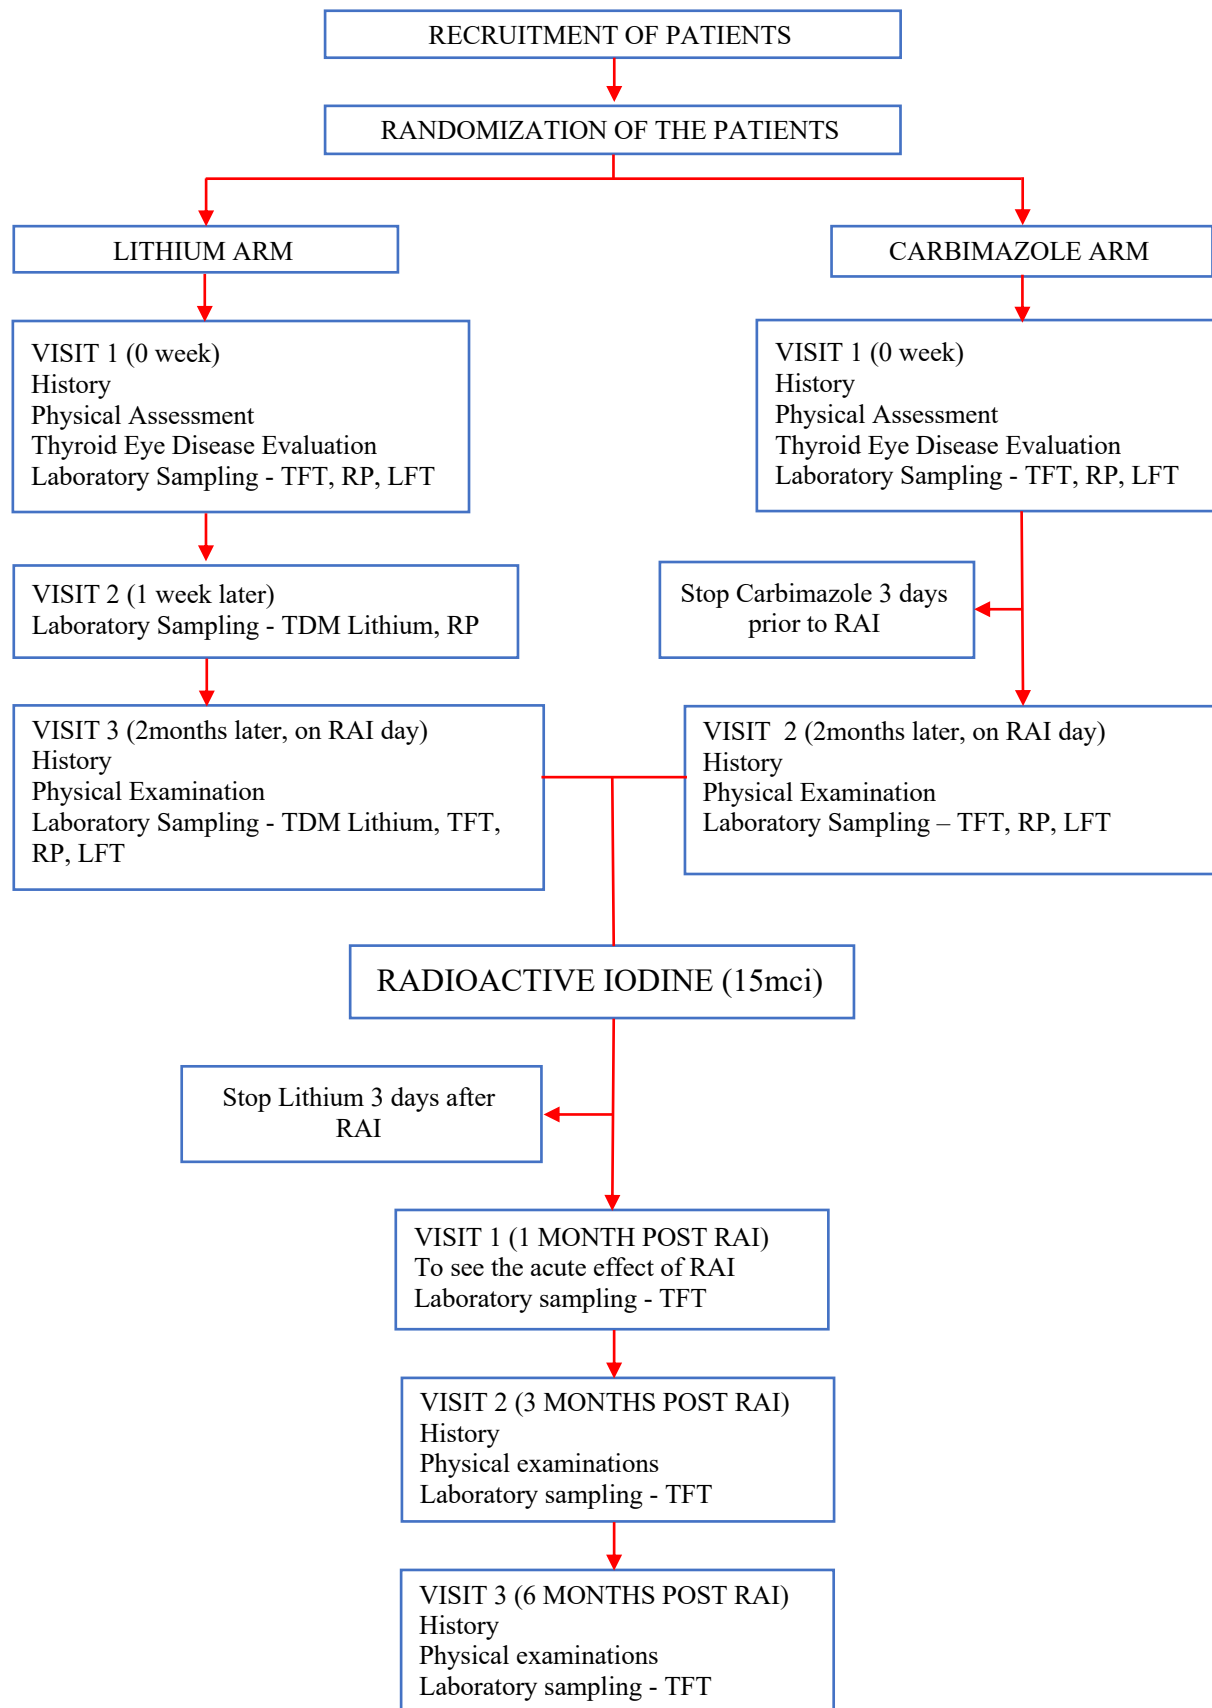 RECRUITMENT OF PATIENTS
RANDOMIZATION OF THE PATIENTS
LITHIUM ARM
CARBIMAZOLE ARM
VISIT 1 (0 week)
History
Physical Assessment
Thyroid Eye Disease Evaluation
Laboratory Sampling - TFT, RP, LFT
VISIT 1 (0 week)
History
Physical Assessment
Thyroid Eye Disease Evaluation
Laboratory Sampling - TFT, RP, LFT
VISIT 2 (1 week later)
Laboratory Sampling - TDM Lithium, RP
Stop Carbimazole 3 days
prior to RAI
VISIT 3 (2months later, on RAI day)
History
Physical Examination
Laboratory Sampling - TDM Lithium, TFT,
RP, LFT
VISIT  2 (2months later, on RAI day)
History
Physical Examination
Laboratory Sampling – TFT, RP, LFT
RADIOACTIVE IODINE (15mci)
Stop Lithium 3 days after
RAI
VISIT 1 (1 MONTH POST RAI)
To see the acute effect of RAI
Laboratory sampling - TFT
VISIT 2 (3 MONTHS POST RAI)
History
Physical examinations
Laboratory sampling - TFT
VISIT 3 (6 MONTHS POST RAI)
History
Physical examinations
Laboratory sampling - TFT